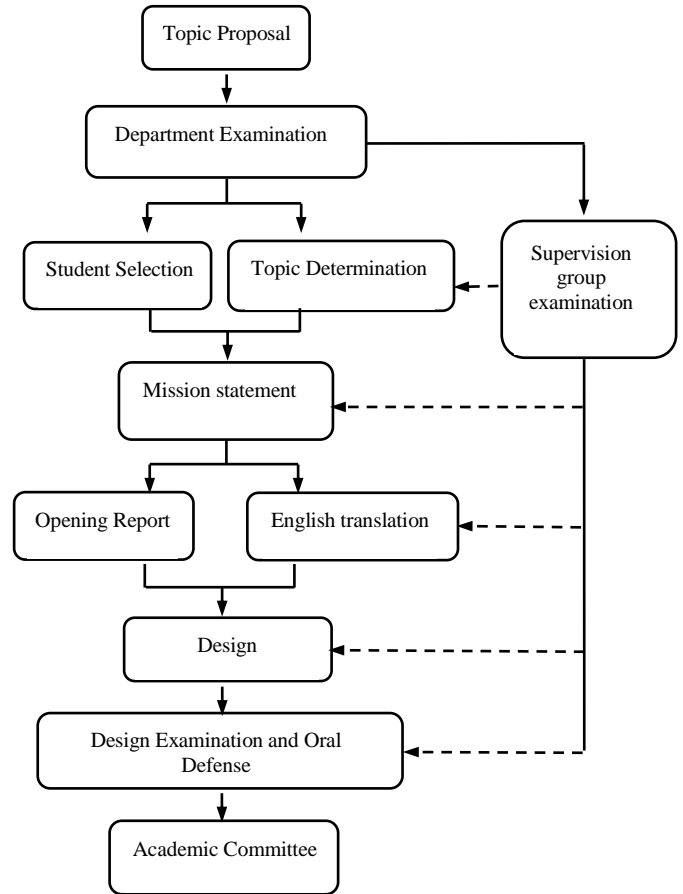 Topic Proposal
Department Examination
Student Selection
Topic Determination
Supervision
group
examination
Mission statement
Opening Report
English translation
Design
Design Examination and Oral
Defense
Academic Committee